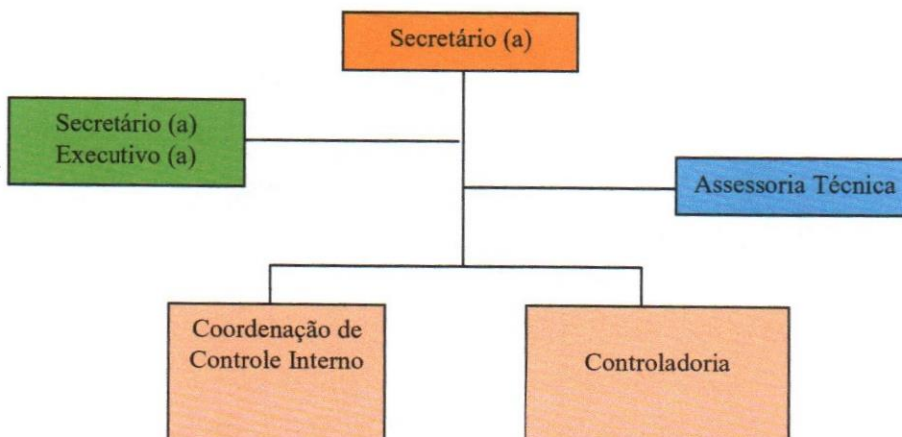 Secretário (a)
Secretário (a)
Executivo (a)
Assessoria Técnica
Coordenação de
Controle Interno
Controladoria